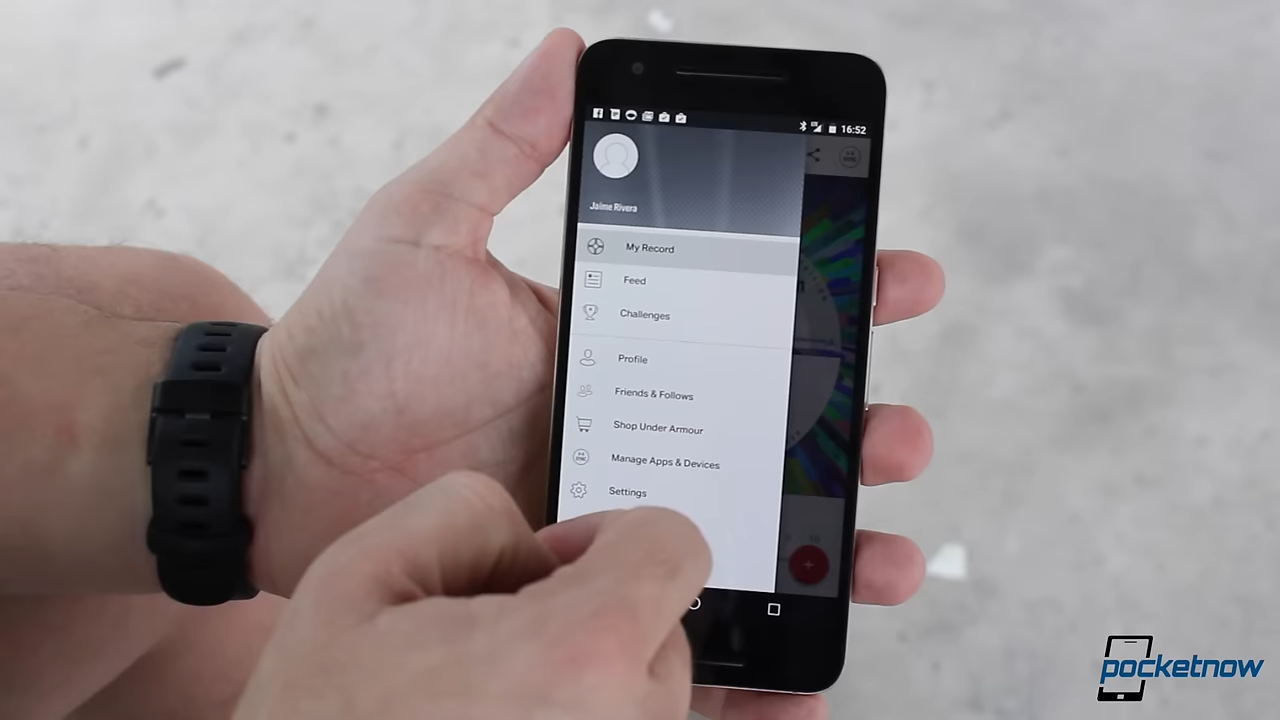 16:52
Jaime Rivera
My Record
Feed
Challenges
Profile
Friends & Follows
Shop Under Armour
Manage Apps & Devices
Settings
pocketnow